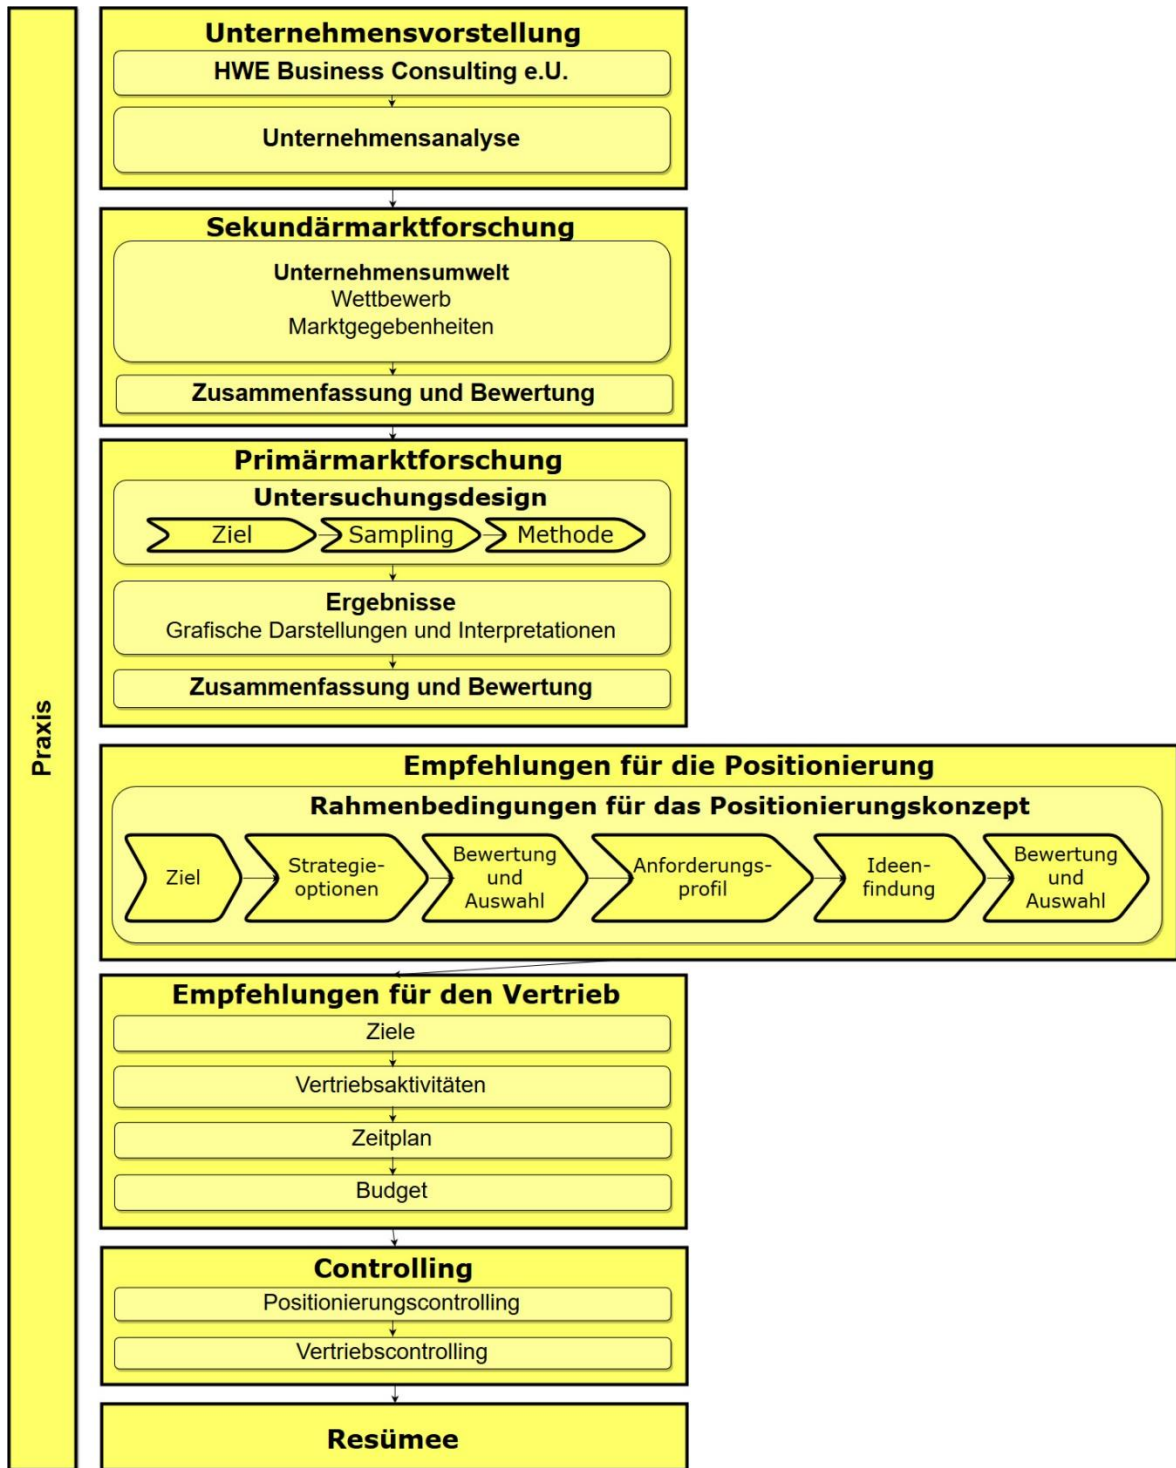 Praxis
Unternehmensvorstellung
HWE Business Consulting e.U.
Unternehmensanalyse
Sekundärmarktforschung
Unternehmensumwelt
Wettbewerb
Marktgegebenheiten
Zusammenfassung und Bewertung
Primärmarktforschung
Untersuchungsdesign
Ziel
Sampling
Methode
Ergebnisse
Grafische Darstellungen und Interpretationen
Zusammenfassung und Bewertung
Empfehlungen für die Positionierung
Rahmenbedingungen für das Positionierungskonzept
Ziel
Strategie-
optionen
Bewertung
und
Auswahl
Anforderungs-
profil
Ideen-
findung
Bewertung
und
Auswahl
Empfehlungen für den Vertrieb
Ziele
Vertriebsaktivitäten
Zeitplan
Budget
Controlling
Positionierungscontrolling
Vertriebscontrolling
Resümee